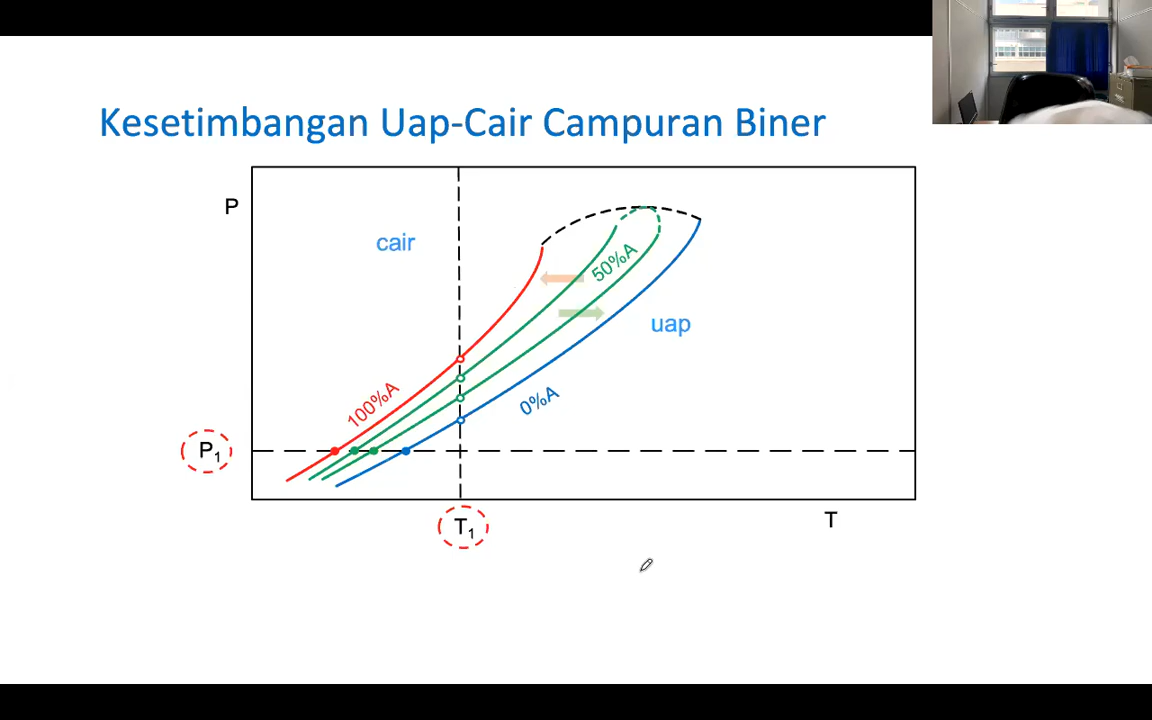 Kesetimbangan Uap-Cair Campuran Biner
P
cair
50%A
uap
100%A
0%A
P₁
T₁
T